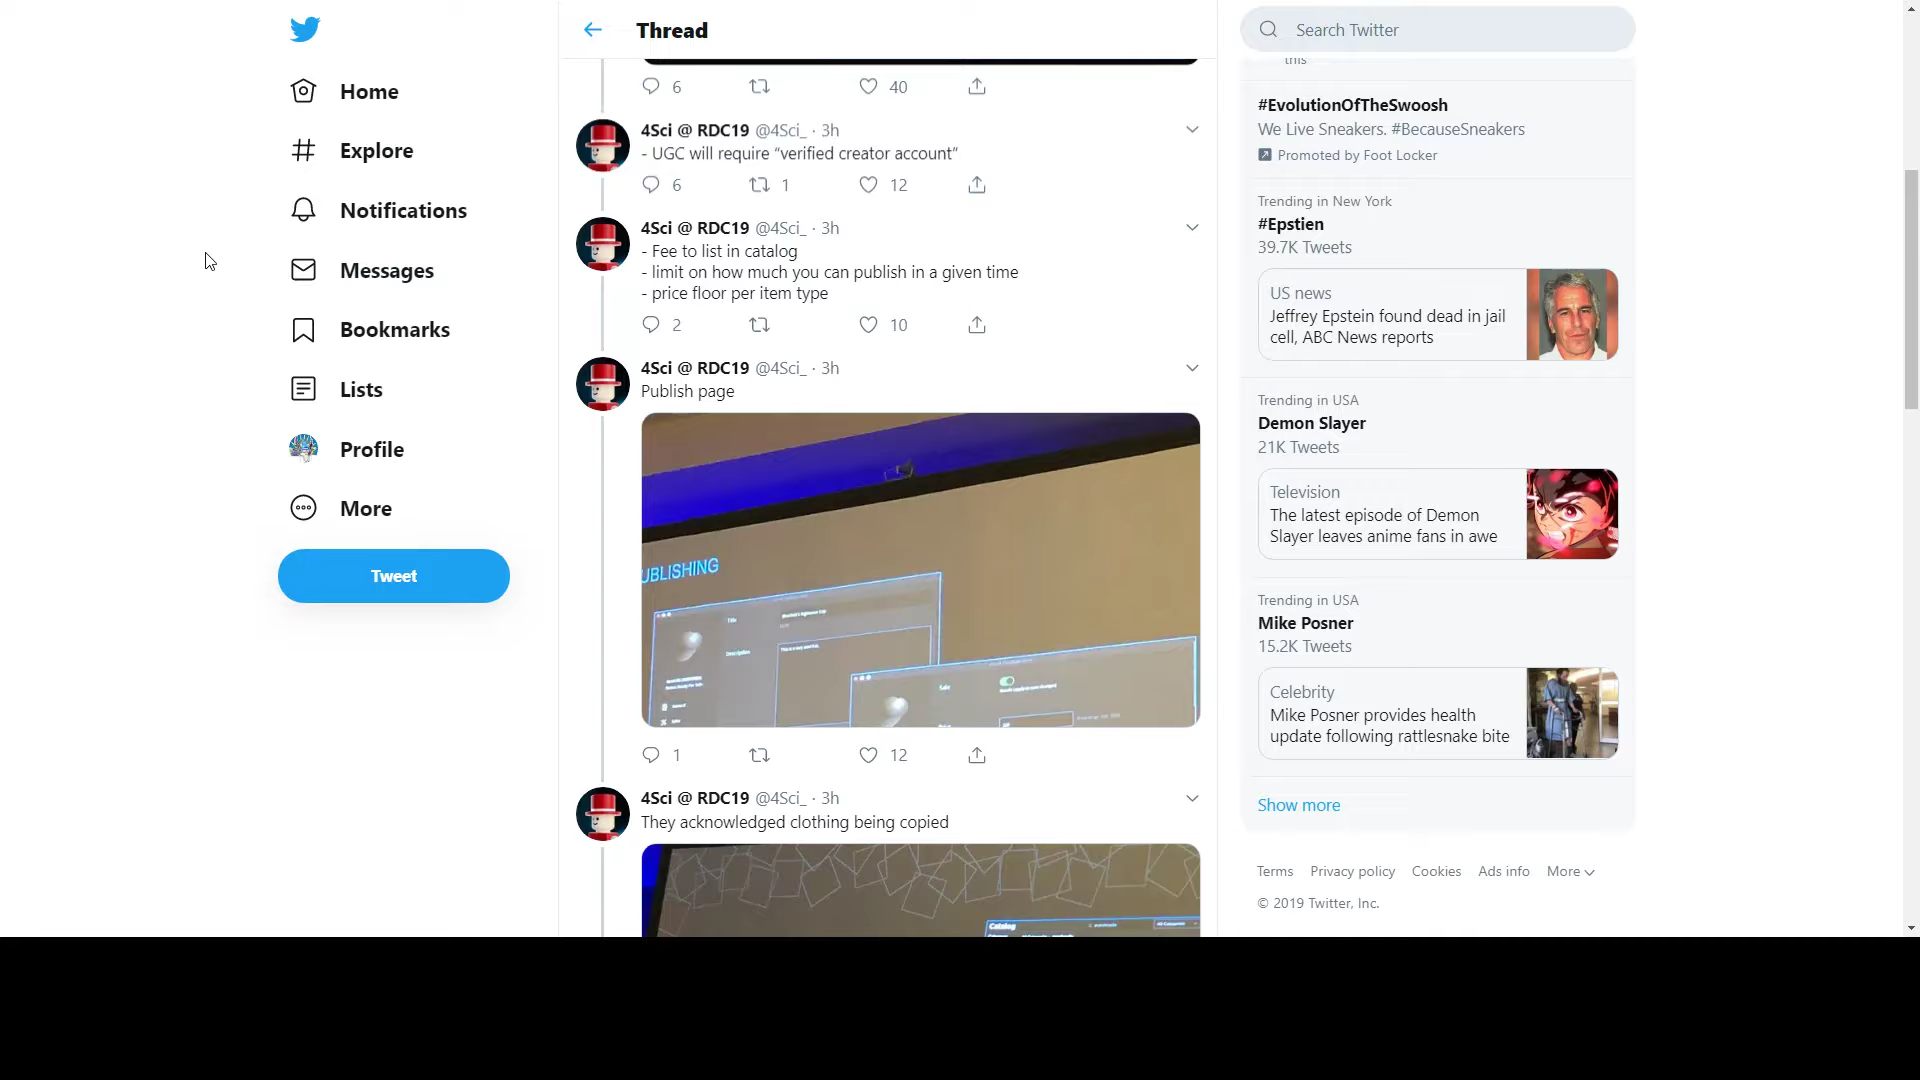 Thread
Search Twitter
Home
Explore
Notifications
Messages
Bookmarks
Lists
Profile
More
Tweet
6 40
4Sci @ RDC19 @4Sci_ · 3h
- UGC will require “verified creator account”
6 1 12
4Sci @ RDC19 @4Sci_ · 3h
- Fee to list in catalog
- limit on how much you can publish in a given time
- price floor per item type
2 10
4Sci @ RDC19 @4Sci_ · 3h
Publish page
UBLISHING
Title
Description
Sale
1 12
4Sci @ RDC19 @4Sci_ · 3h
They acknowledged clothing being copied
Catalog
this
#EvolutionOfTheSwoosh
We Live Sneakers. #BecauseSneakers
Promoted by Foot Locker
Trending in New York
#Epstien
39.7K Tweets
US news
Jeffrey Epstein found dead in jail
cell, ABC News reports
Trending in USA
Demon Slayer
21K Tweets
Television
The latest episode of Demon
Slayer leaves anime fans in awe
Trending in USA
Mike Posner
15.2K Tweets
Celebrity
Mike Posner provides health
update following rattlesnake bite
Show more
Terms Privacy policy Cookies Ads info More
© 2019 Twitter, Inc.